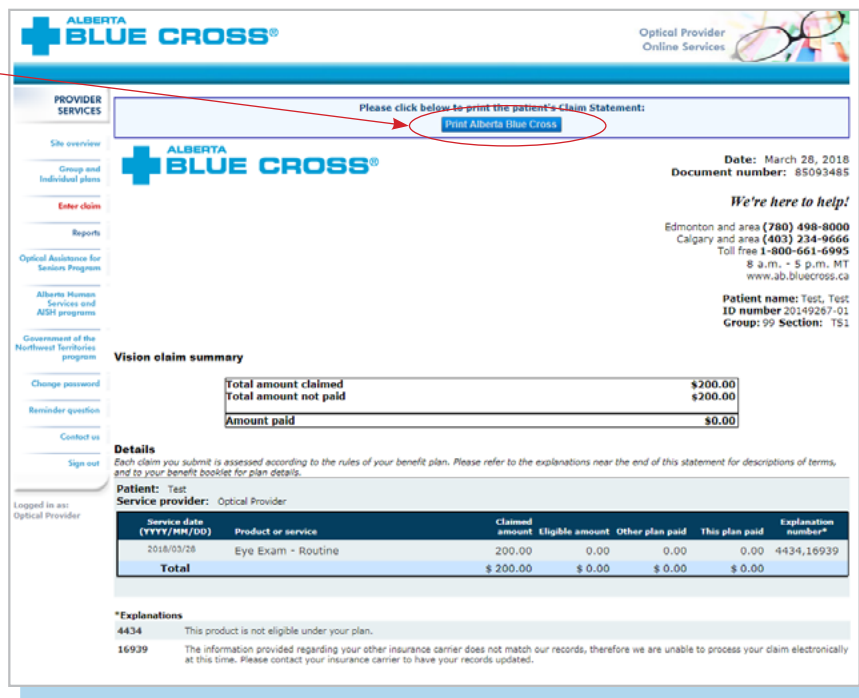 ALBERTA
BLUE CROSS®
Optical Provider
Online Services
PROVIDER
SERVICES
Site overview
Group and
Individual plans
Enter claim
Reports
Optical Assistance for
Seniors Program
Alberta Human
Services and
AISH programs
Government of the
Northwest Territories
program
Change password
Reminder question
Contact us
Sign out
Logged in as:
Optical Provider
Please click below to print the patient's Claim Statement:
Print Alberta Blue Cross
ALBERTA
BLUE CROSS®
Date: March 28, 2018
Document number: 85093485
We're here to help!
Edmonton and area (780) 498-8000
Calgary and area (403) 234-9666
Toll free 1-800-661-6995
8 a.m. - 5 p.m. MT
www.ab.bluecross.ca
Patient name: Test, Test
ID number 20149267-01
Group: 99 Section: TS1
Vision claim summary
Total amount claimed $200.00
Total amount not paid $200.00
Amount paid $0.00
Details
Each claim you submit is assessed according to the rules of your benefit plan. Please refer to the explanations near the end of this statement for descriptions of terms,
and to your benefit booklet for plan details.
Patient: Test
Service provider: Optical Provider
Service date (YYYY/MM/DD) Product or service Claimed amount Eligible amount Other plan paid This plan paid Explanation number*
2018/03/28 Eye Exam - Routine 200.00 0.00 0.00 0.00 4434,16939
Total $ 200.00 $ 0.00 $ 0.00 $ 0.00
*Explanations
4434 This product is not eligible under your plan.
16939 The information provided regarding your other insurance carrier does not match our records, therefore we are unable to process your claim electronically
at this time. Please contact your insurance carrier to have your records updated.